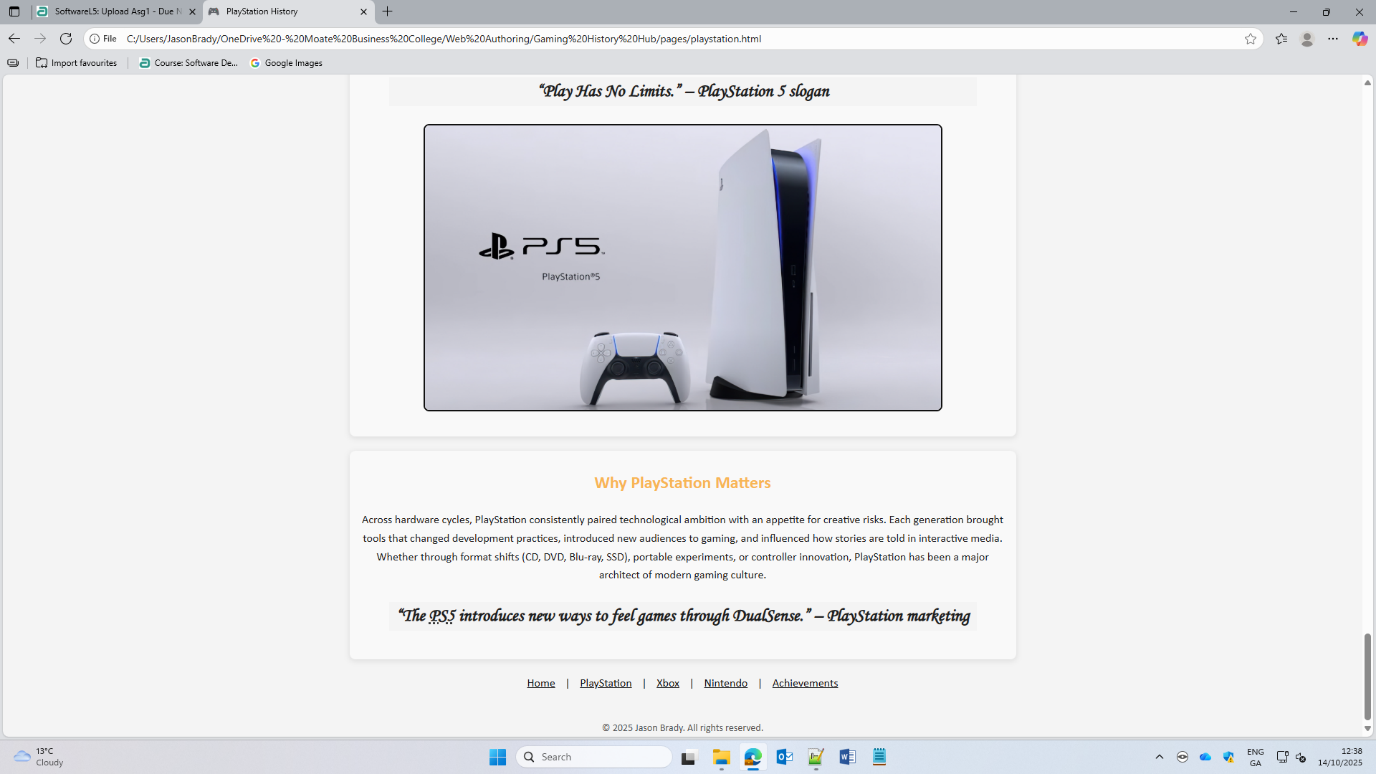 SoftwareL5: Upload Asg1 - Due N
PlayStation History
File
C:/Users/JasonBrady/OneDrive%20-%20Moate%20Business%20College/Web%20Authoring/Gaming%20History%20Hub/pages/playstation.html
Import favourites
Course: Software De...
Google Images
“Play Has No Limits.” – PlayStation 5 slogan
PS5™
PlayStation®5
Why PlayStation Matters
Across hardware cycles, PlayStation consistently paired technological ambition with an appetite for creative risks. Each generation brought
tools that changed development practices, introduced new audiences to gaming, and influenced how stories are told in interactive media.
Whether through format shifts (CD, DVD, Blu-ray, SSD), portable experiments, or controller innovation, PlayStation has been a major
architect of modern gaming culture.
“The PS5 introduces new ways to feel games through DualSense.” – PlayStation marketing
Home | PlayStation | Xbox | Nintendo | Achievements
© 2025 Jason Brady. All rights reserved.
13°C
Cloudy
Search
ENG
GA
12:38
14/10/2025